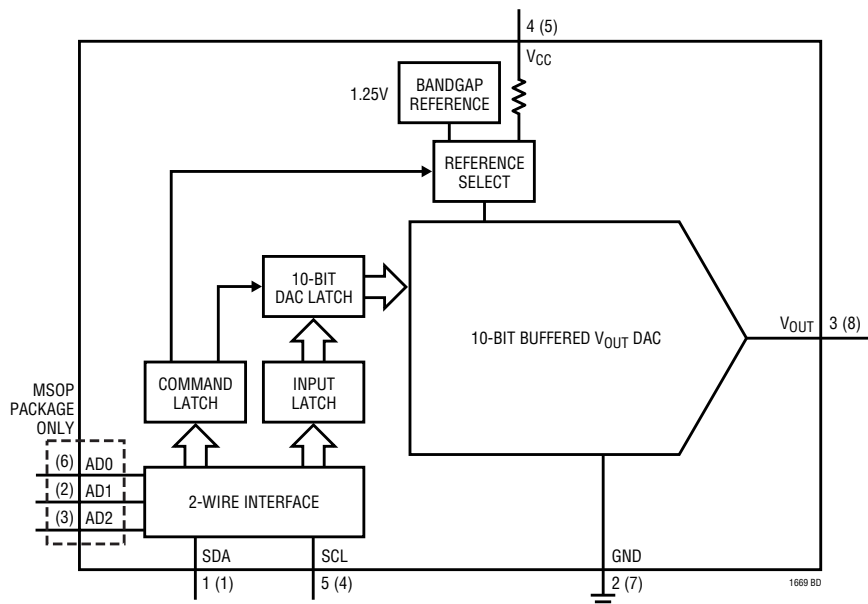 4 (5)
VCC
1.25V
BANDGAP
REFERENCE
REFERENCE
SELECT
10-BIT
DAC LATCH
10-BIT BUFFERED VOUT DAC
VOUT
3 (8)
COMMAND
LATCH
INPUT
LATCH
MSOP
PACKAGE
ONLY
(6) AD0
(2) AD1
(3) AD2
2-WIRE INTERFACE
SDA
1 (1)
SCL
5 (4)
GND
2 (7)
1669 BD